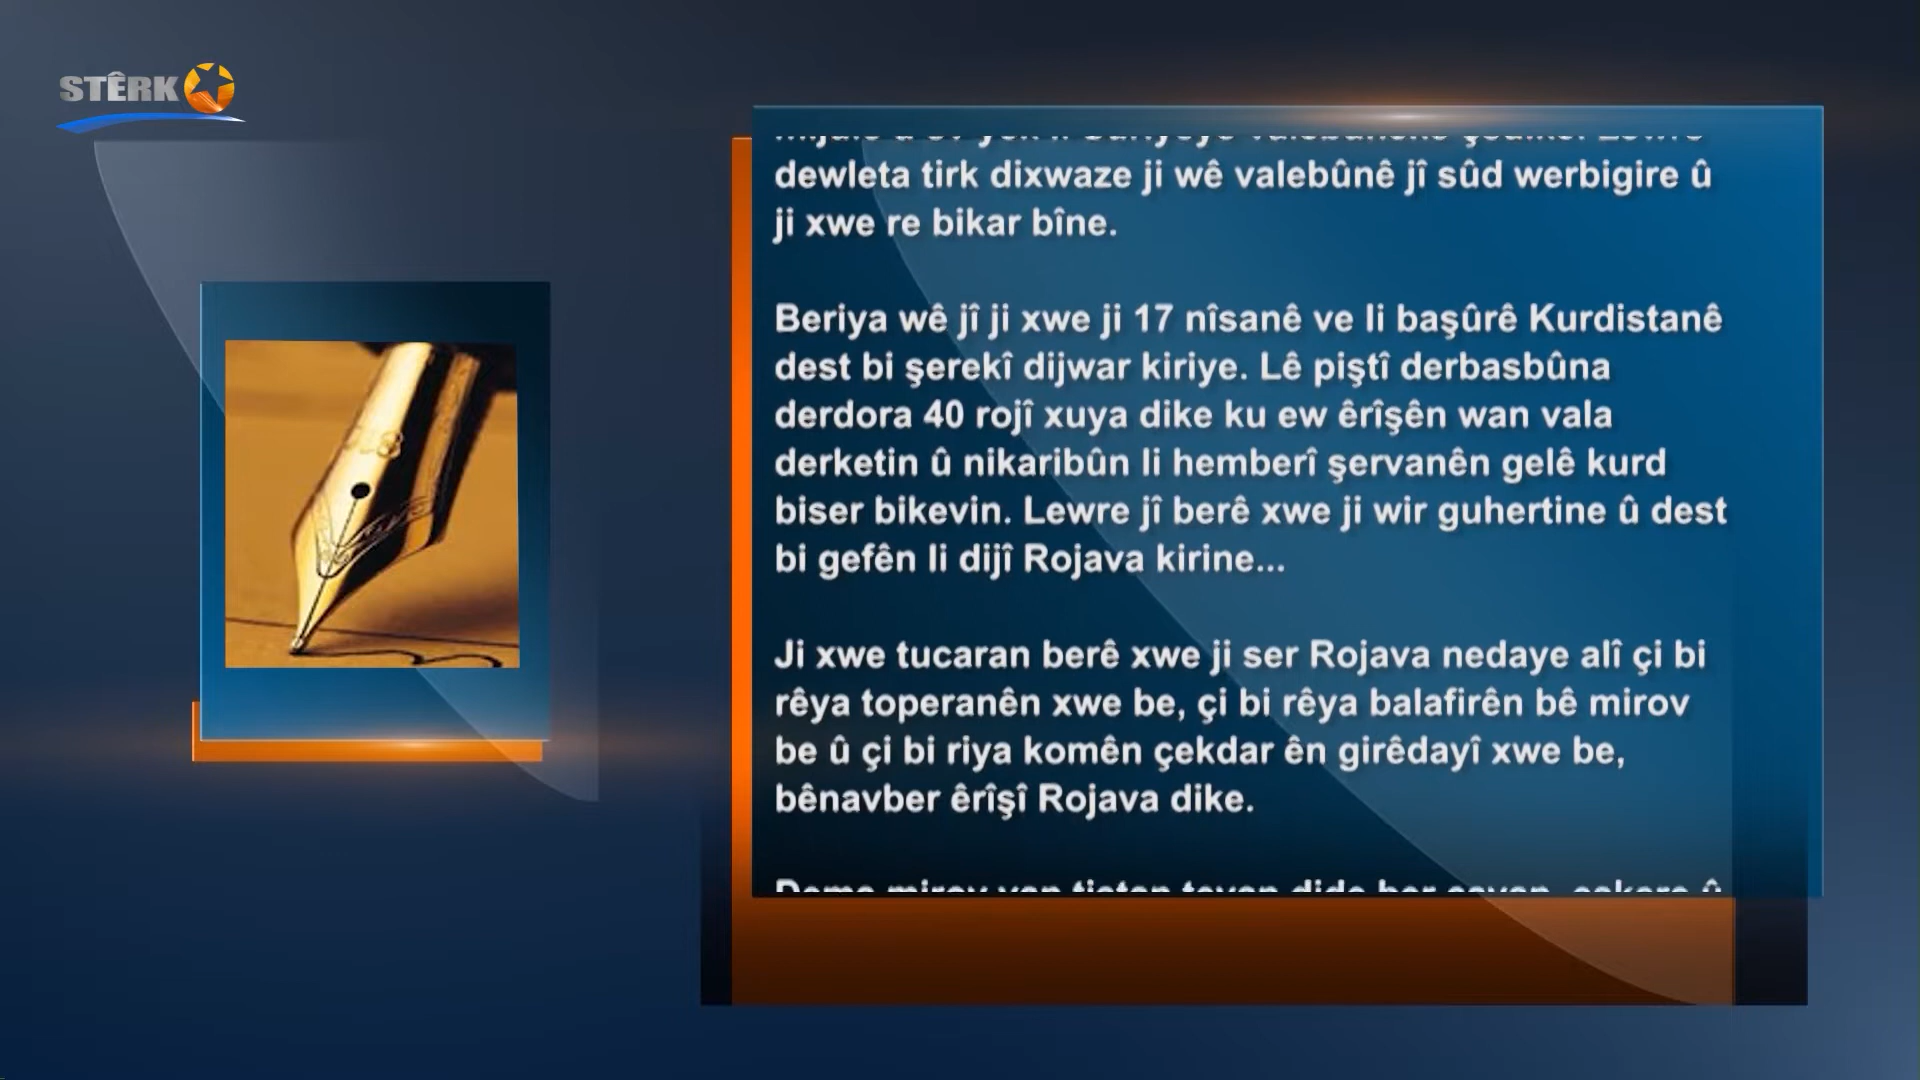 STÊRK
dewleta tirk dixwaze ji wê valebûnê jî sûd werbigire û
ji xwe re bikar bîne.
Beriya wê jî ji xwe ji 17 nîsanê ve li başûrê Kurdistanê
dest bi şerekî dijwar kiriye. Lê piştî derbasbûna
derdora 40 rojî xuya dike ku ew êrîşên wan vala
derketin û nikaribûn li hemberî şervanên gelê kurd
biser bikevin. Lewre jî berê xwe ji wir guhertine û dest
bi gefên li dijî Rojava kirine...
Ji xwe tucaran berê xwe ji ser Rojava nedaye alî çi bi
rêya toperanên xwe be, çi bi rêya balafirên bê mirov
be û çi bi riya komên çekdar ên girêdayî xwe be,
bênavber êrîşî Rojava dike.